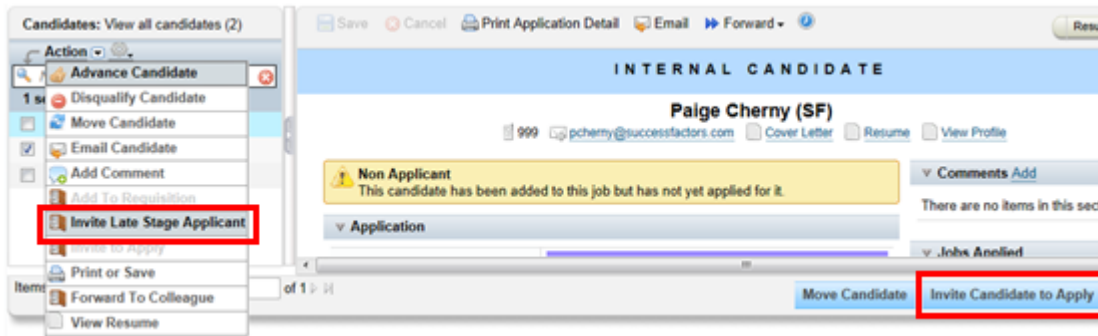 Candidates: View all candidates (2)
Action
1
Items
Advance Candidate
Disqualify Candidate
Move Candidate
Email Candidate
Add Comment
Add To Requisition
Invite Late Stage Applicant
Invite to Apply
Print or Save
Forward To Colleague
View Resume
of 1
Save Cancel Print Application Detail Email Forward
INTERNAL CANDIDATE
Paige Cherny (SF)
999 pcherny@successfactors.com Cover Letter Resume View Profile
Non Applicant
This candidate has been added to this job but has not yet applied for it.
Application
Comments Add
There are no items in this
Jobs Applied
Move Candidate Invite Candidate to Apply